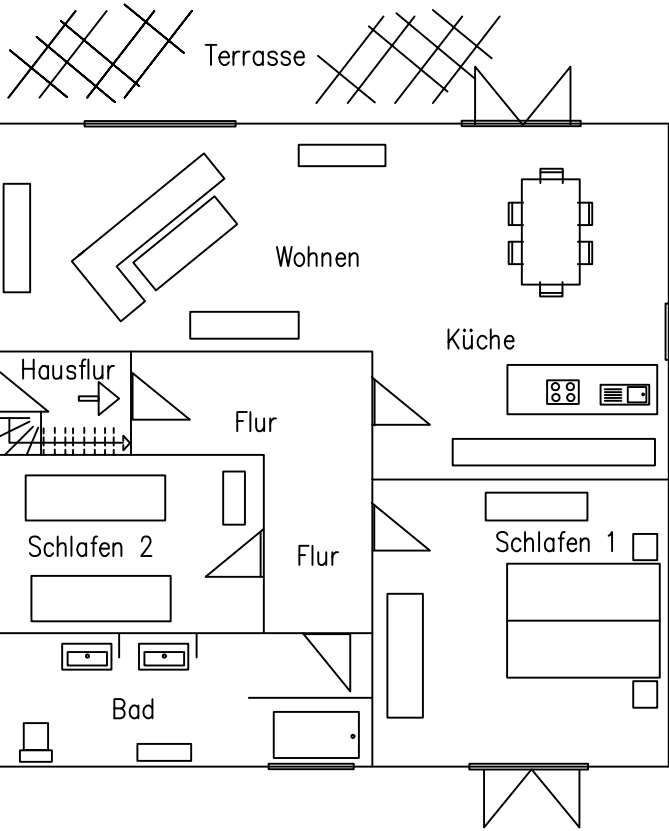 Terrasse
Wohnen
Küche
Hausflur
Flur
Schlafen 2
Flur
Schlafen 1
Bad